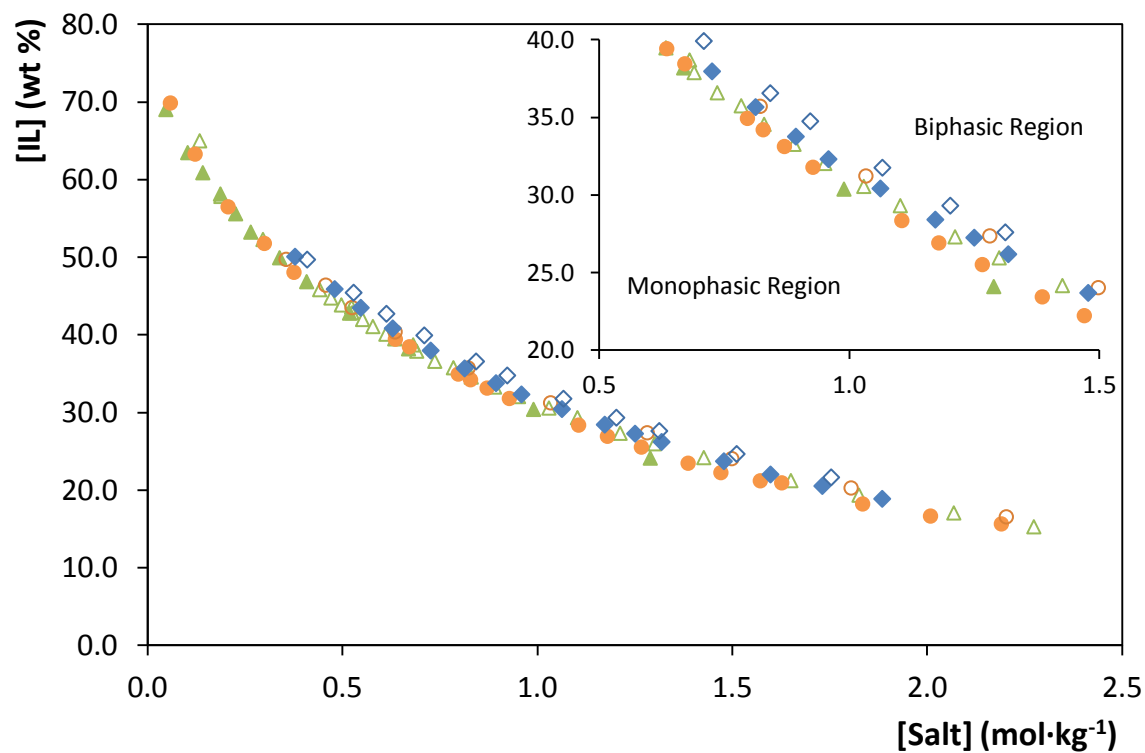 [IL] (wt %)
80.0
70.0
60.0
50.0
40.0
30.0
20.0
10.0
0.0
0.0 0.5 1.0 1.5 2.0 2.5
[Salt] (mol·kg⁻¹)
40.0
35.0
30.0
25.0
20.0
0.5 1.0 1.5
Biphasic Region
Monophasic Region